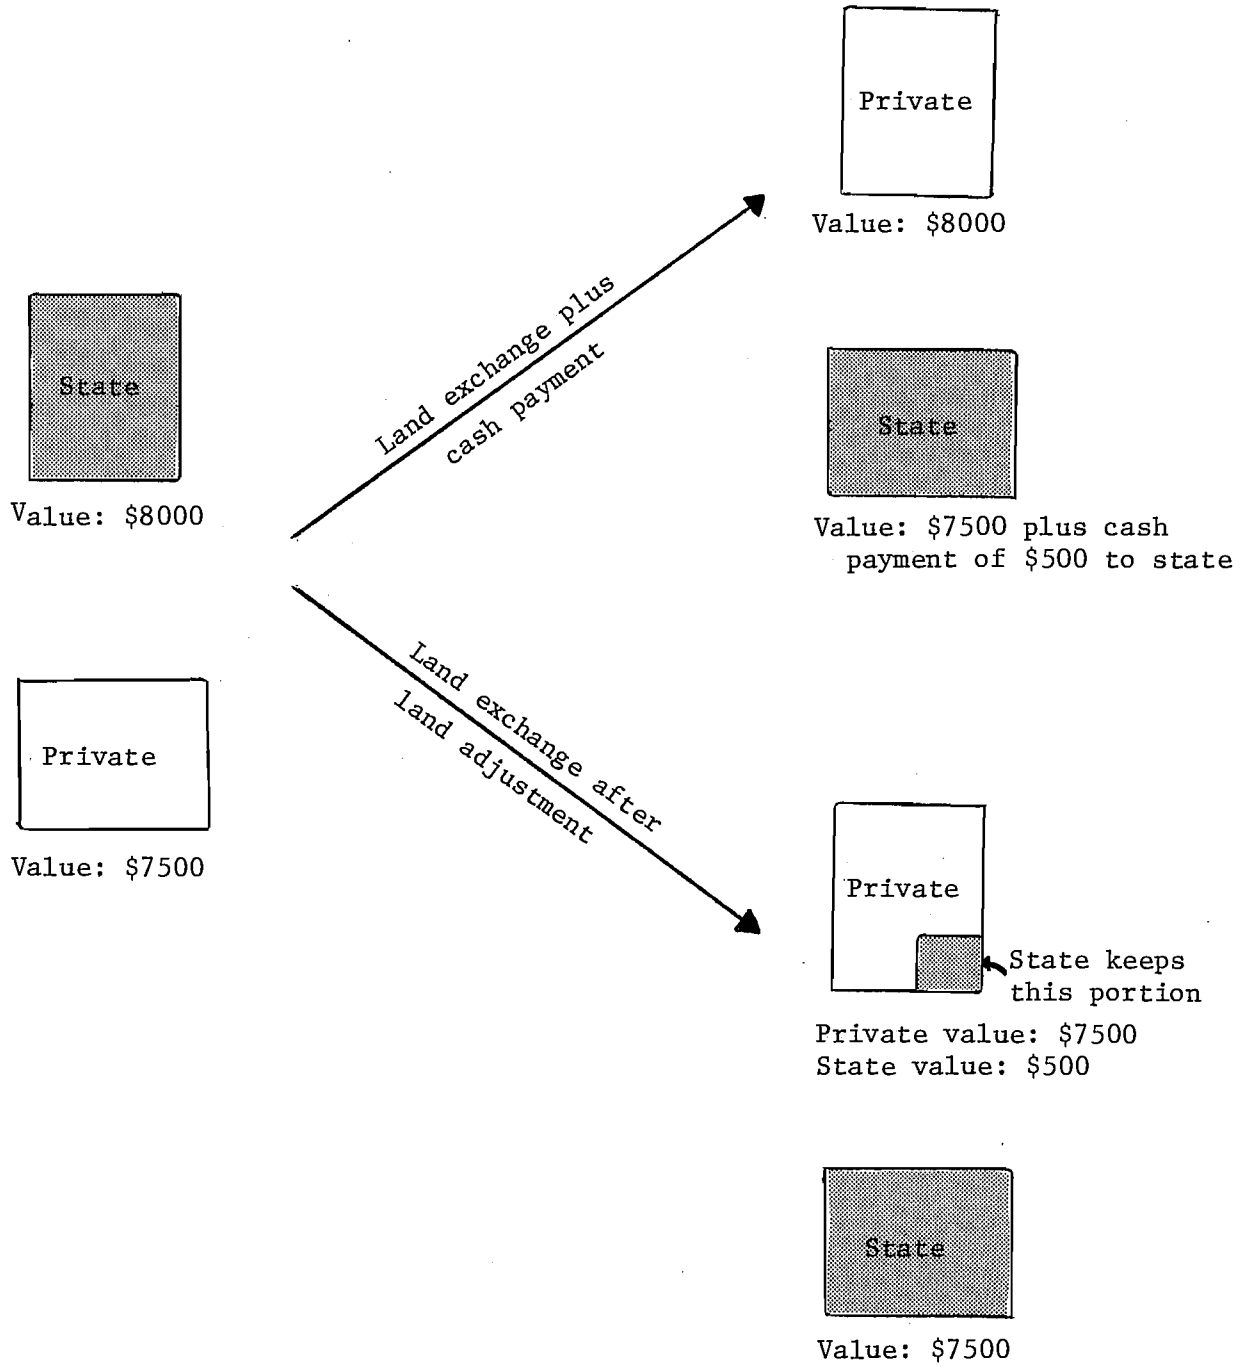 State
Value: $8000
Private
Value: $7500
Land exchange plus
cash payment
Land exchange after
land adjustment
Private
Value: $8000
State
Value: $7500 plus cash
payment of $500 to state
Private
State keeps
this portion
Private value: $7500
State value: $500
State
Value: $7500